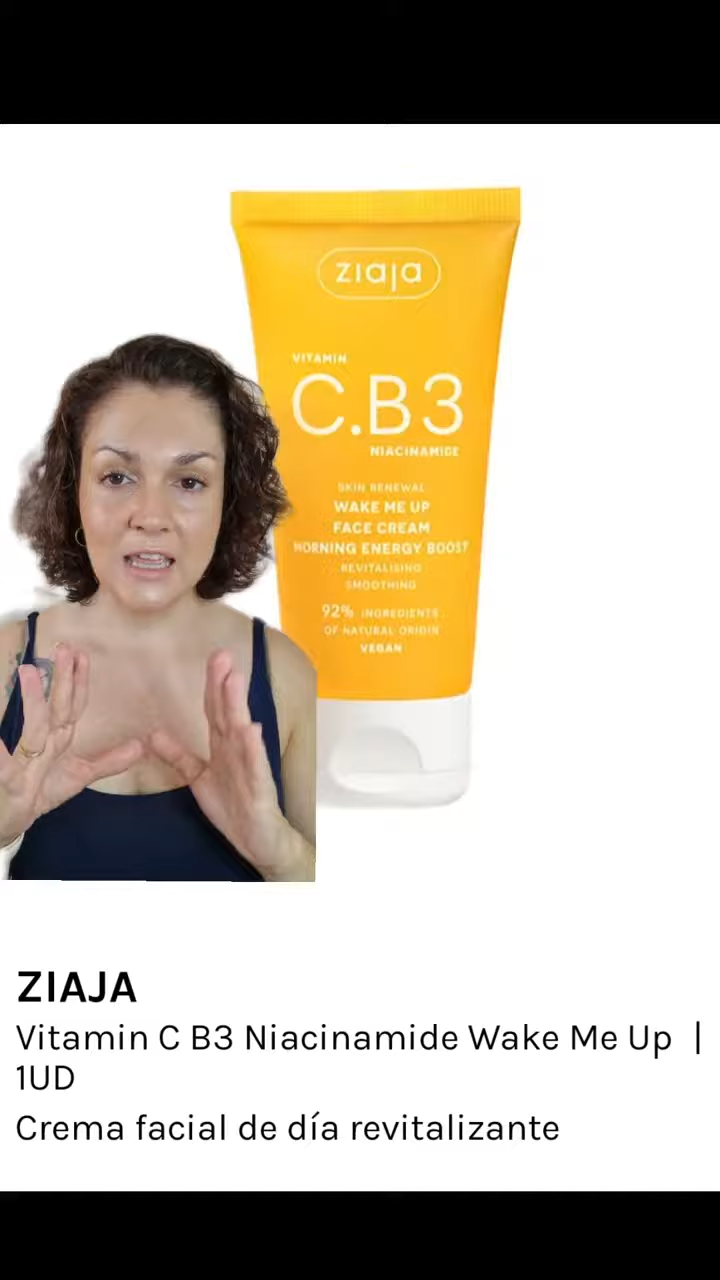 ziaja
VITAMIN
C.B3
NIACINAMIDE
SKIN RENEWAL
WAKE ME UP
FACE CREAM
MORNING ENERGY BOOST
REVITALISING
SMOOTHING
92% INGREDIENTS
OF NATURAL ORIGIN
VEGAN
ZIAJA
Vitamin C B3 Niacinamide Wake Me Up |
1UD
Crema facial de día revitalizante